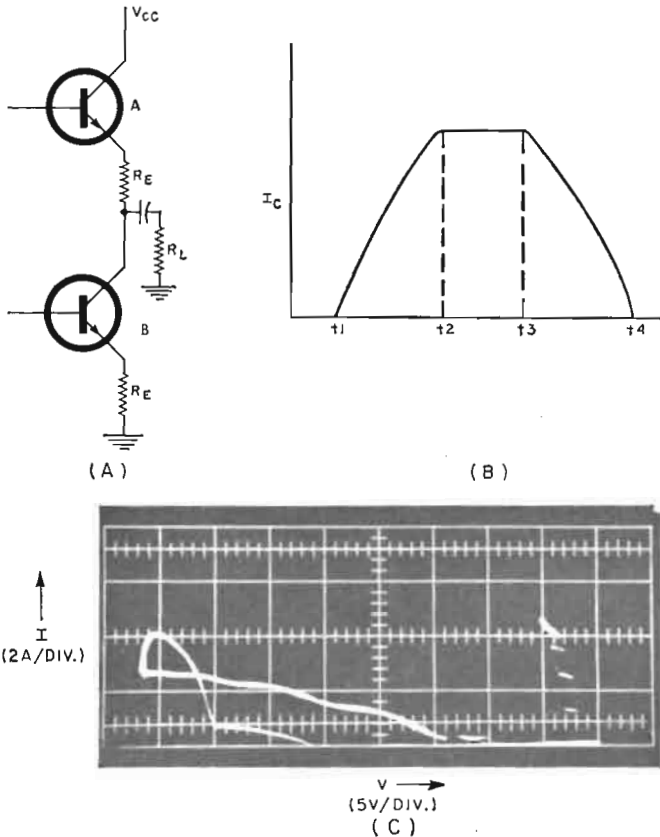 VCC
A
RE
RL
B
RE
(A)
IC
t1 t2 t3 t4
(B)
I
(2A/DIV.)
V
(5V/DIV.)
(C)